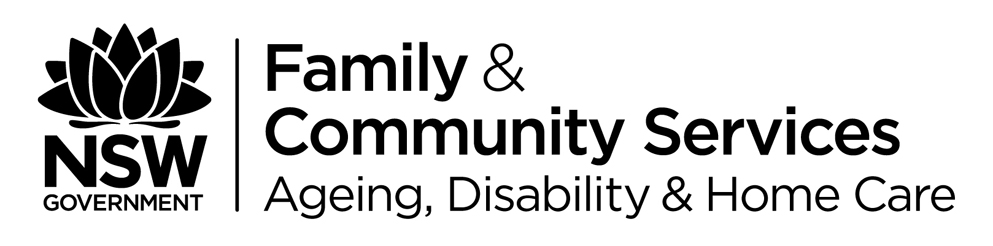 NSW
GOVERNMENT
Family &
Community Services
Ageing, Disability & Home Care